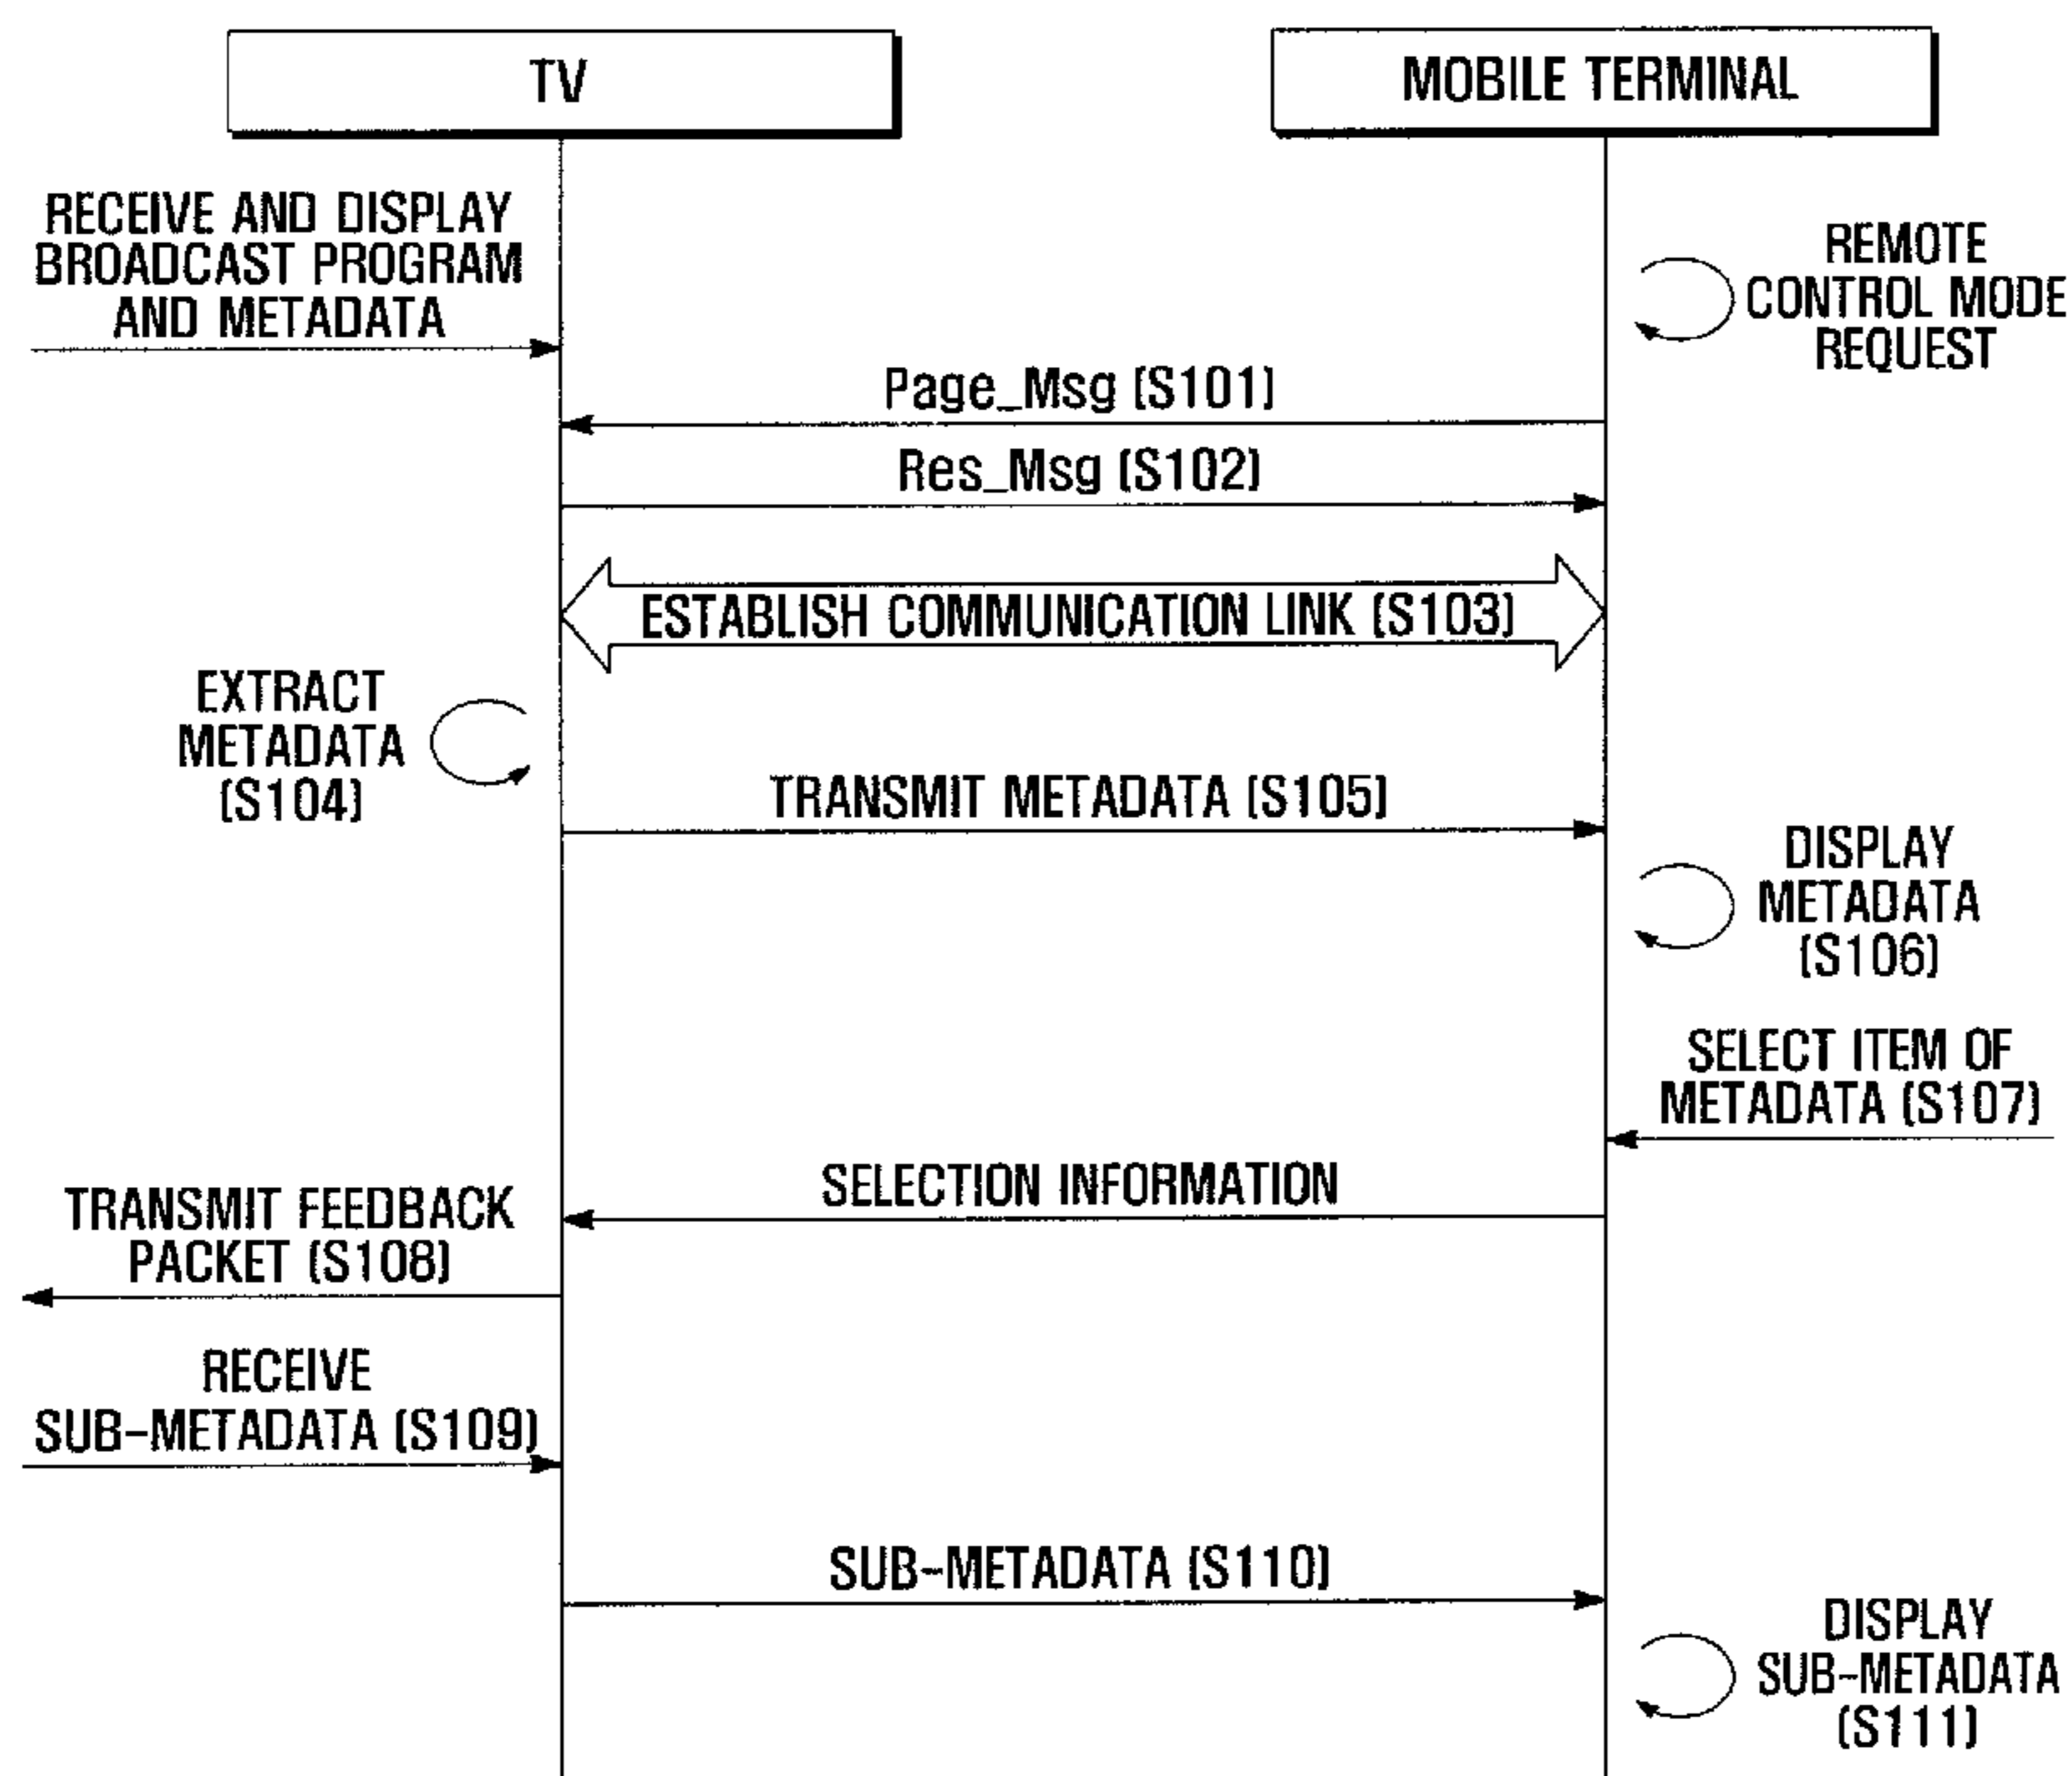 TV
MOBILE TERMINAL
RECEIVE AND DISPLAY
BROADCAST PROGRAM
AND METADATA
REMOTE
CONTROL MODE
REQUEST
Page_Msg (S101)
Res_Msg (S102)
ESTABLISH COMMUNICATION LINK (S103)
EXTRACT
METADATA
(S104)
TRANSMIT METADATA (S105)
DISPLAY
METADATA
(S106)
SELECT ITEM OF
METADATA (S107)
SELECTION INFORMATION
TRANSMIT FEEDBACK
PACKET (S108)
RECEIVE
SUB-METADATA (S109)
SUB-METADATA (S110)
DISPLAY
SUB-METADATA
(S111)